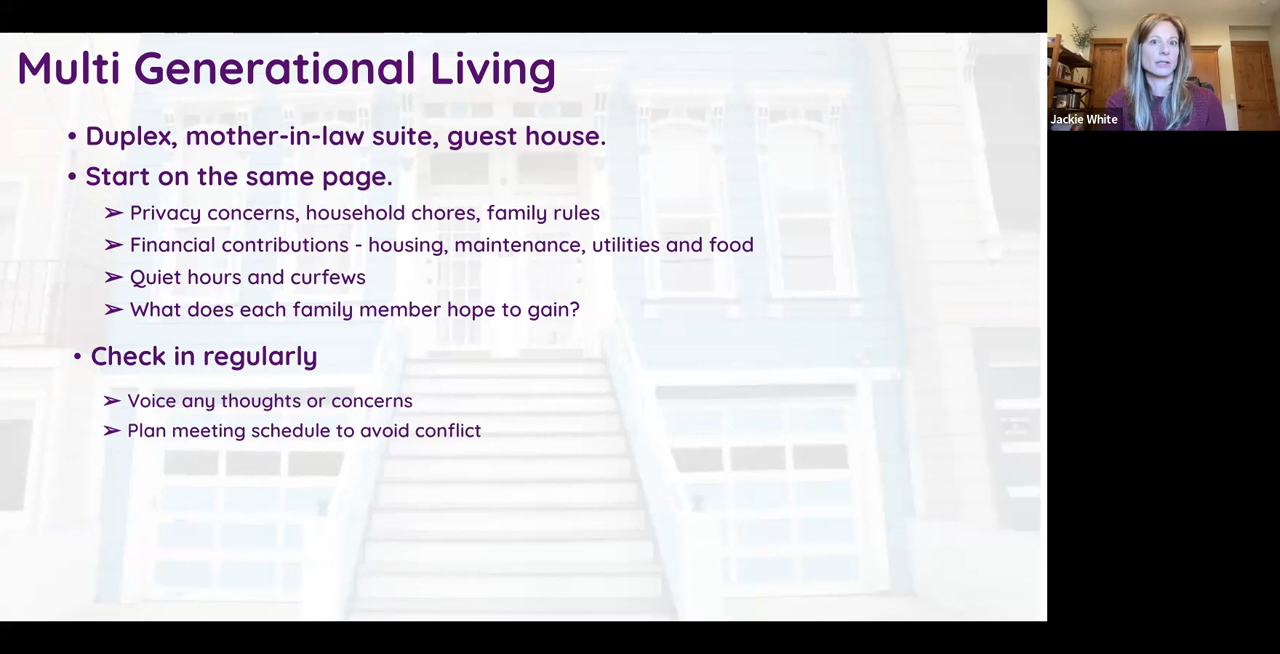 Multi Generational Living
• Duplex, mother-in-law suite, guest house.
• Start on the same page.
➢ Privacy concerns, household chores, family rules
➢ Financial contributions - housing, maintenance, utilities and food
➢ Quiet hours and curfews
➢ What does each family member hope to gain?
• Check in regularly
➢ Voice any thoughts or concerns
➢ Plan meeting schedule to avoid conflict
Jackie White